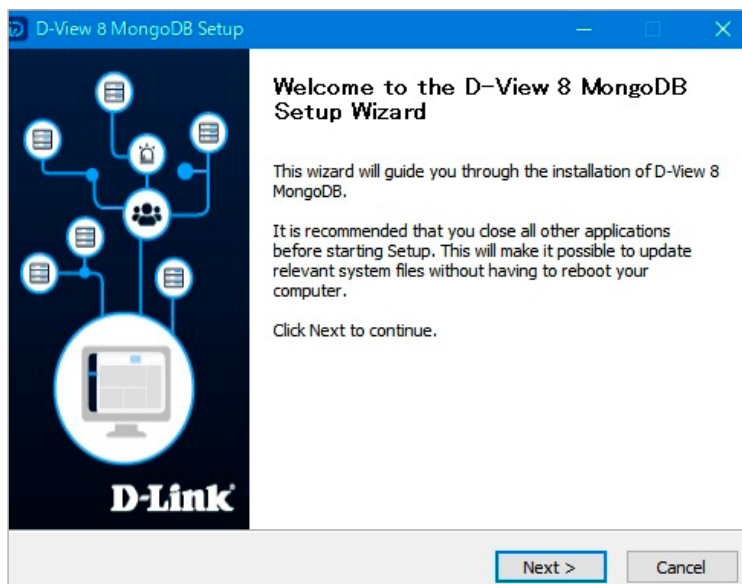 D-View 8 MongoDB Setup
Welcome to the D-View 8 MongoDB
Setup Wizard
This wizard will guide you through the installation of D-View 8
MongoDB.
It is recommended that you close all other applications
before starting Setup. This will make it possible to update
relevant system files without having to reboot your
computer.
Click Next to continue.
D-Link
Next >
Cancel